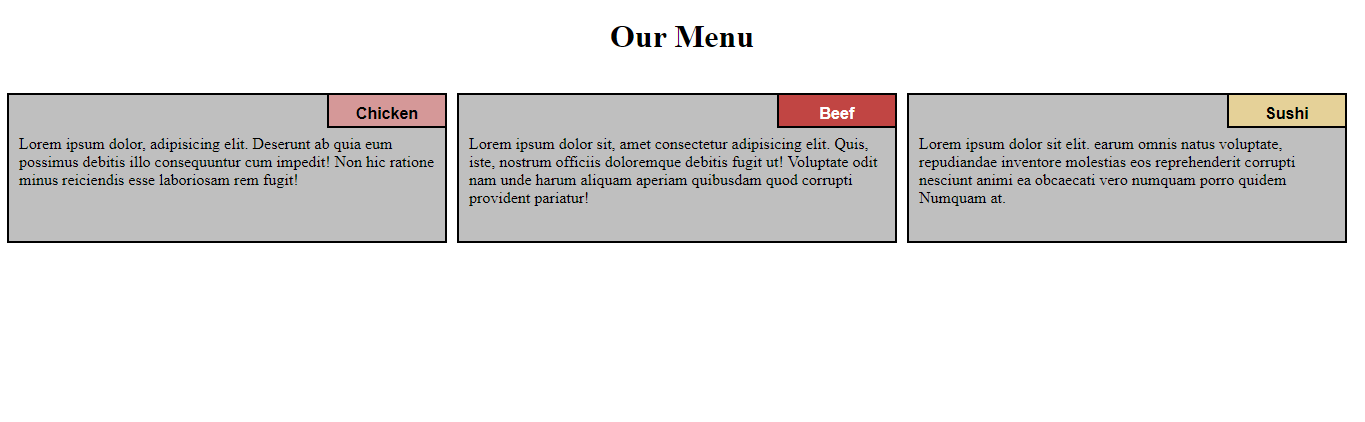 Our Menu
Chicken
Lorem ipsum dolor, adipisicing elit. Deserunt ab quia eum
possimus debitis illo consequuntur cum impedit! Non hic ratione
minus reiciendis esse laboriosam rem fugit!
Beef
Lorem ipsum dolor sit, amet consectetur adipisicing elit. Quis,
iste, nostrum officiis doloremque debitis fugit ut! Voluptate odit
nam unde harum aliquam aperiam quibusdam quod corrupti
provident pariatur!
Sushi
Lorem ipsum dolor sit elit. earum omnis natus voluptate,
repudiandae inventore molestias eos reprehenderit corrupti
nesciunt animi ea obcaecati vero numquam porro quidem
Numquam at.